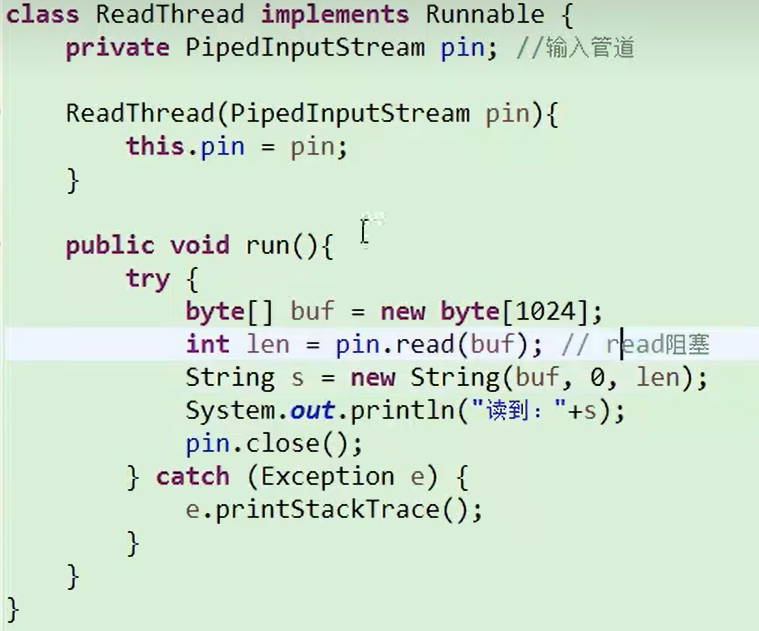 class ReadThread implements Runnable {
    private PipedInputStream pin; //输入管道
    ReadThread(PipedInputStream pin){
        this.pin = pin;
    }
    public void run(){
        try {
            byte[] buf = new byte[1024];
            int len = pin.read(buf); // read阻塞
            String s = new String(buf, 0, len);
            System.out.println("读到："+s);
            pin.close();
        } catch (Exception e) {
            e.printStackTrace();
        }
    }
}